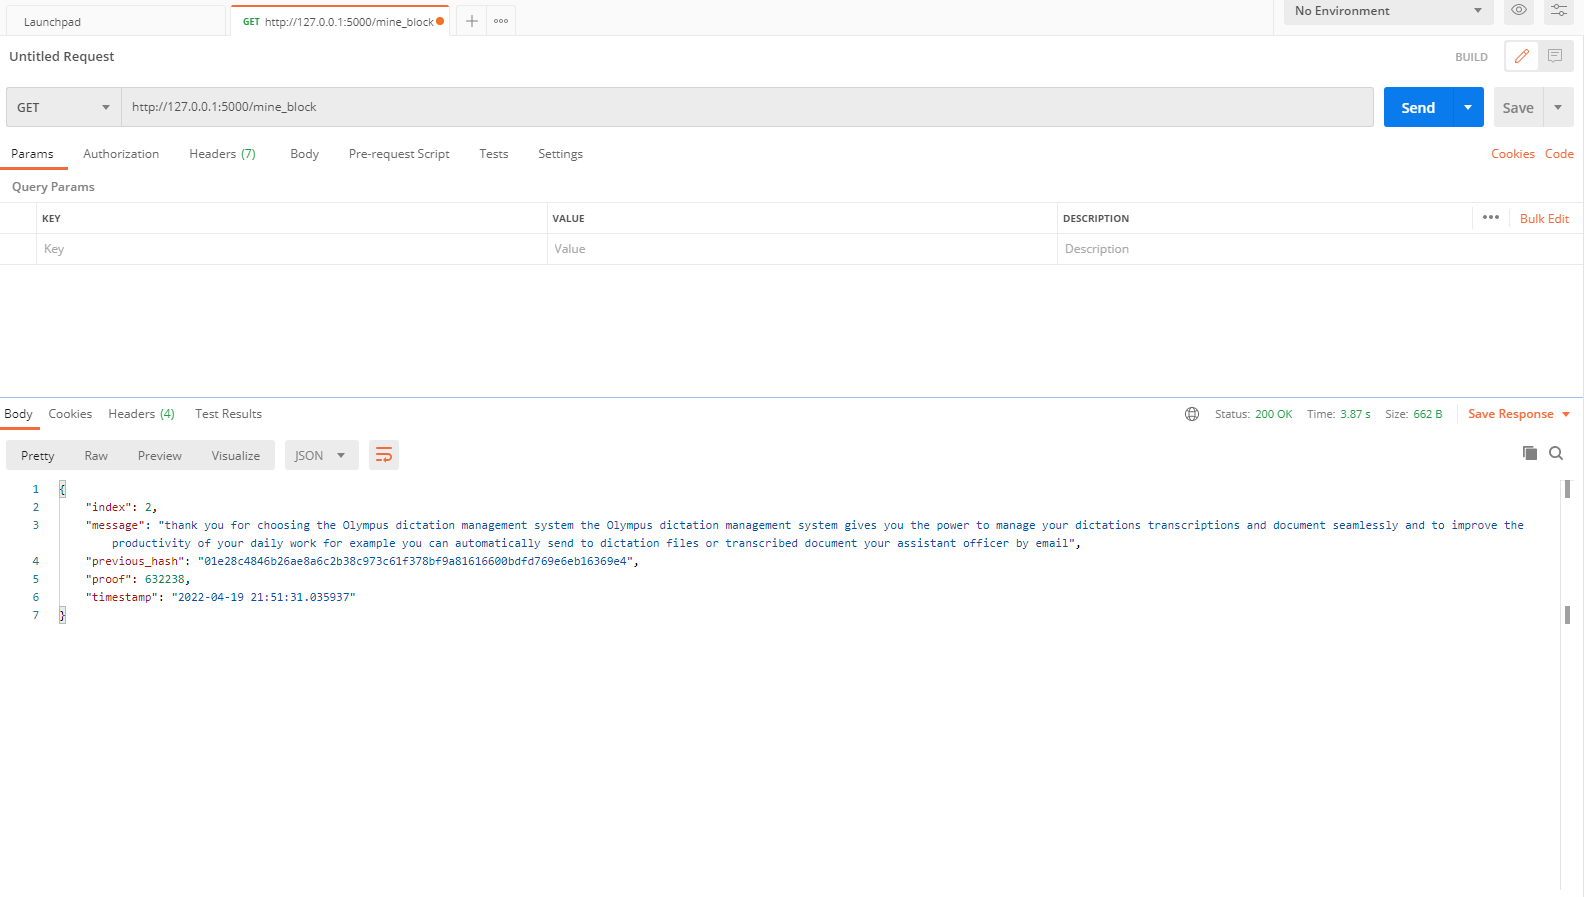 Launchpad
GET http://127.0.0.1:5000/mine_block
No Environment
Untitled Request
BUILD
GET http://127.0.0.1:5000/mine_block Send Save
Params Authorization Headers (7) Body Pre-request Script Tests Settings Cookies Code
Query Params
KEY VALUE DESCRIPTION ••• Bulk Edit
Key Value Description
Body Cookies Headers (4) Test Results Status: 200 OK Time: 3.87 s Size: 662 B Save Response
Pretty Raw Preview Visualize JSON
1 {
2 "index": 2,
3 "message": "thank you for choosing the Olympus dictation management system the Olympus dictation management system gives you the power to manage your dictations transcriptions and document seamlessly and to improve the
productivity of your daily work for example you can automatically send to dictation files or transcribed document your assistant officer by email",
4 "previous_hash": "01e28c4846b26ae8a6c2b38c973c61f378bf9a81616600bdfd769e6eb16369e4",
5 "proof": 632238,
6 "timestamp": "2022-04-19 21:51:31.035937"
7 }